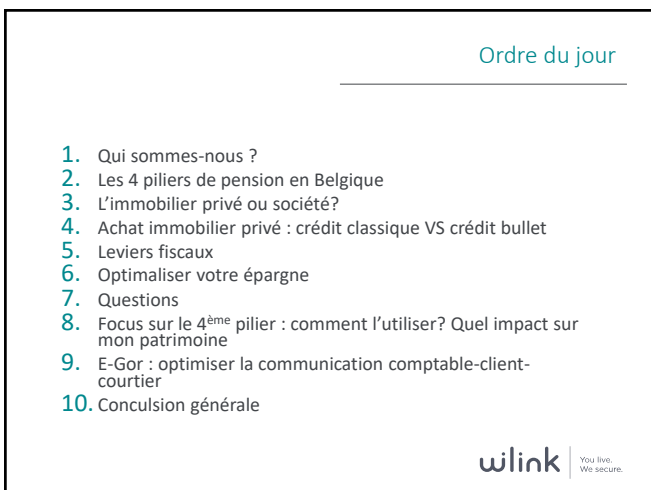 Ordre du jour
1. Qui sommes-nous ?
2. Les 4 piliers de pension en Belgique
3. L'immobilier privé ou société?
4. Achat immobilier privé : crédit classique VS crédit bullet
5. Leviers fiscaux
6. Optimaliser votre épargne
7. Questions
8. Focus sur le 4ème pilier : comment l'utiliser? Quel impact sur
mon patrimoine
9. E-Gor : optimiser la communication comptable-client-
courtier
10. Conculsion générale
wilink
You live.
We secure.